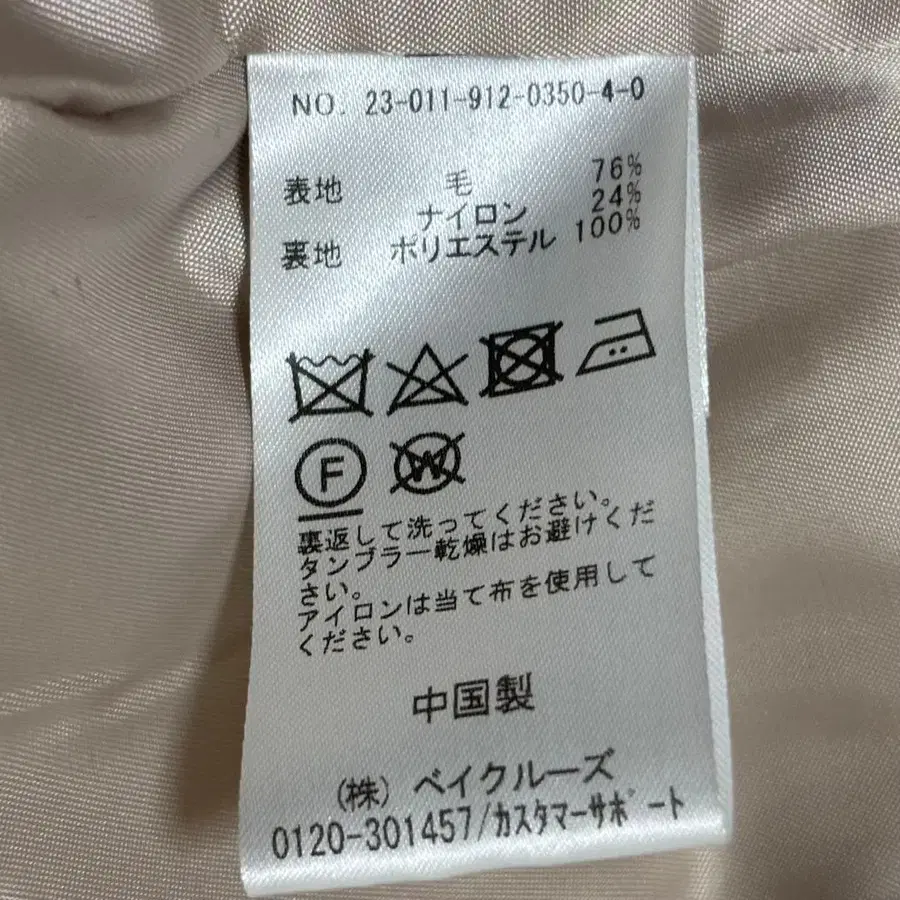 NO. 23-011-912-0350-4-0
表地 毛 76%
ナイロン 24%
裏地 ポリエステル 100%
F W
裏返して洗ってください。
タンブラー乾燥はお避けくだ
さい。
アイロンは当て布を使用して
ください。
中国製
(株) ベイクルーズ
0120-301457/カスタマーサポート